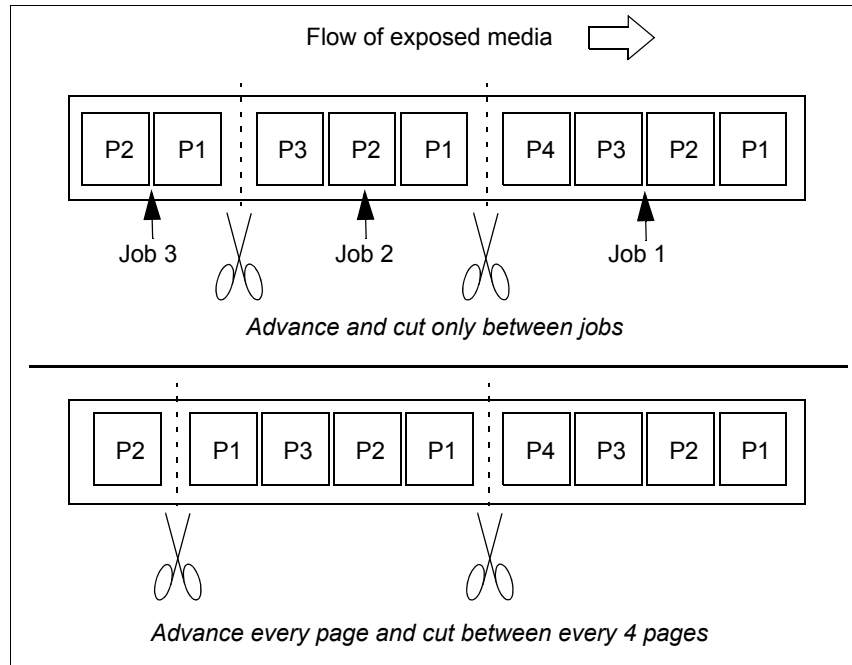 Flow of exposed media
P2 P1 P3 P2 P1 P4 P3 P2 P1
Job 3 Job 2 Job 1
Advance and cut only between jobs
P2 P1 P3 P2 P1 P4 P3 P2 P1
Advance every page and cut between every 4 pages